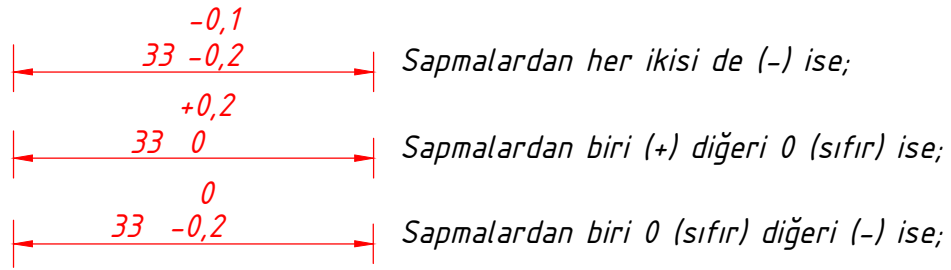 -0,1
33 -0,2
Sapmalardan her ikisi de (-) ise;
+0,2
33 0
Sapmalardan biri (+) diğeri 0 (sıfır) ise;
0
33 -0,2
Sapmalardan biri 0 (sıfır) diğeri (-) ise;